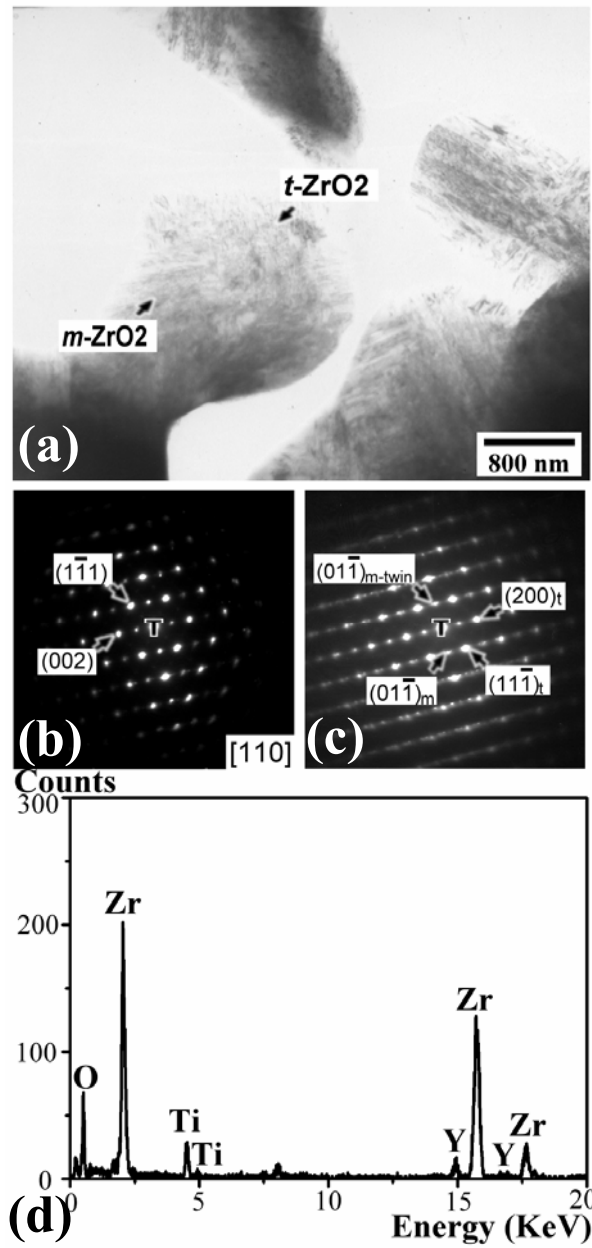 t-ZrO2
m-ZrO2
(a)
800 nm
(11̅1)
T
(002)
(b)
[110]
(011̅)m-twin
(200)t
T
(011̅)m
(111̅)t
(c)
Counts
300
200
100
0
Zr
O
Ti
Ti
Y
Zr
Y
Zr
0
5
10
15
20
(d)
Energy (KeV)